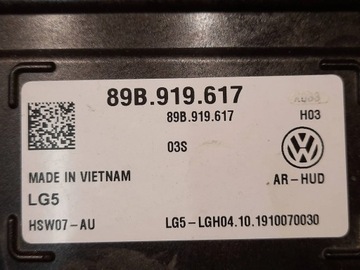 89B.919.617
89B.919.617
H03
03S
MADE IN VIETNAM
AR-HUD
LG5
HSW07-AU
LG5-LGH04.10.1910070030